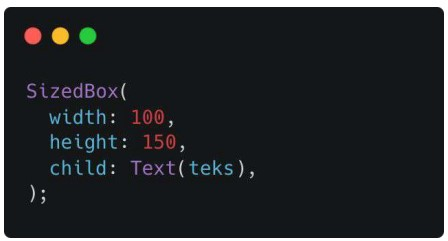 SizedBox(
  width: 100,
  height: 150,
  child: Text(teks),
);